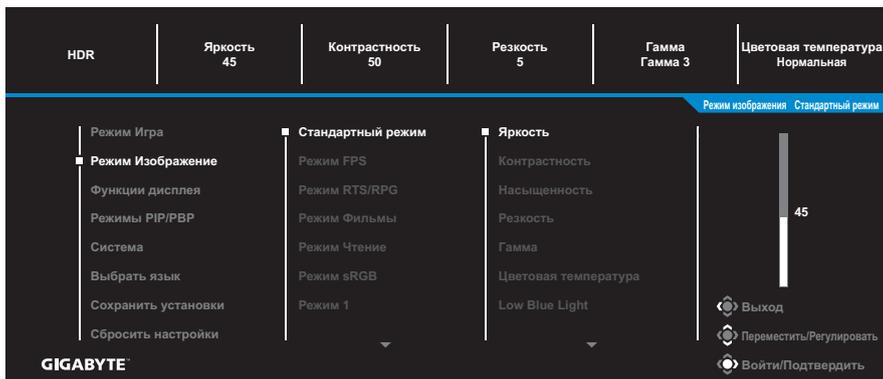 HDR
Яркость
45
Контрастность
50
Резкость
5
Гамма
Гамма 3
Цветовая температура
Нормальная
Режим изображения Стандартный режим
Режим Игра
Режим Изображение
Функции дисплея
Режимы PIP/PBP
Система
Выбрать язык
Сохранить установки
Сбросить настройки
Стандартный режим
Режим FPS
Режим RTS/RPG
Режим Фильмы
Режим Чтение
Режим sRGB
Режим 1
Яркость
Контрастность
Насыщенность
Резкость
Гамма
Цветовая температура
Low Blue Light
45
Выход
Переместить/Регулировать
Войти/Подтвердить
GIGABYTE™